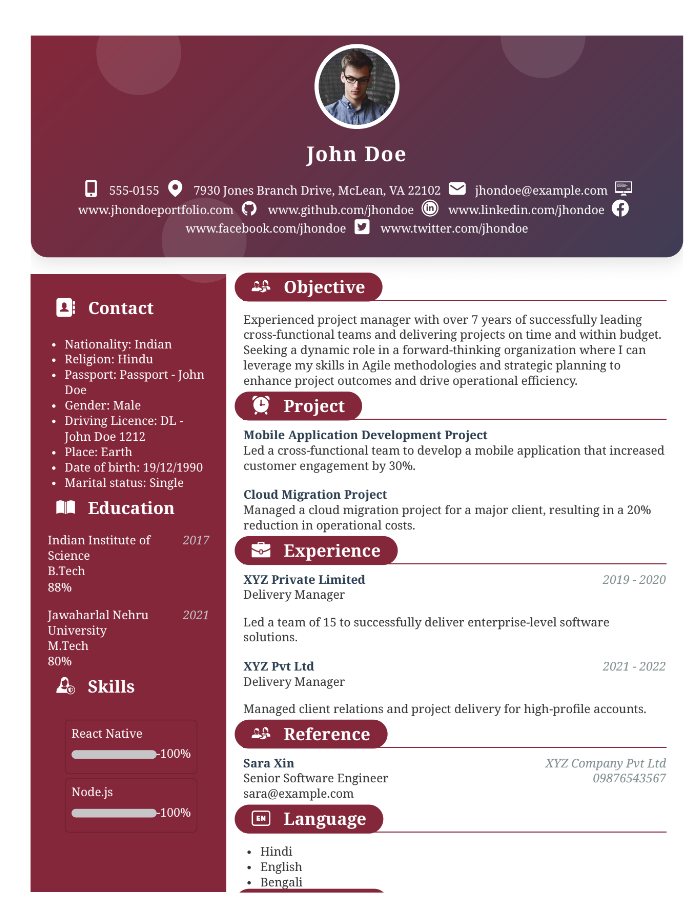 John Doe
555-0155 7930 Jones Branch Drive, McLean, VA 22102 jhondoe@example.com
www.jhondoeportfolio.com www.github.com/jhondoe www.linkedin.com/jhondoe
www.facebook.com/jhondoe www.twitter.com/jhondoe
Contact
Nationality: Indian
Religion: Hindu
Passport: Passport - John
Doe
Gender: Male
Driving Licence: DL -
John Doe 1212
Place: Earth
Date of birth: 19/12/1990
Marital status: Single
Education
Indian Institute of 2017
Science
B.Tech
88%
Jawaharlal Nehru 2021
University
M.Tech
80%
Skills
React Native
-100%
Node.js
-100%
Objective
Experienced project manager with over 7 years of successfully leading
cross-functional teams and delivering projects on time and within budget.
Seeking a dynamic role in a forward-thinking organization where I can
leverage my skills in Agile methodologies and strategic planning to
enhance project outcomes and drive operational efficiency.
Project
Mobile Application Development Project
Led a cross-functional team to develop a mobile application that increased
customer engagement by 30%.
Cloud Migration Project
Managed a cloud migration project for a major client, resulting in a 20%
reduction in operational costs.
Experience
XYZ Private Limited 2019 - 2020
Delivery Manager
Led a team of 15 to successfully deliver enterprise-level software
solutions.
XYZ Pvt Ltd 2021 - 2022
Delivery Manager
Managed client relations and project delivery for high-profile accounts.
Reference
Sara Xin XYZ Company Pvt Ltd
Senior Software Engineer 09876543567
sara@example.com
EN Language
Hindi
English
Bengali